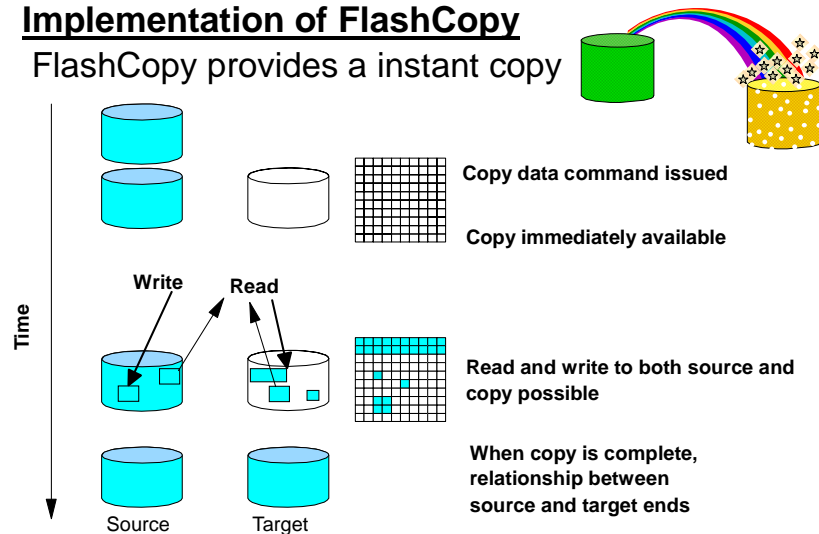 Implementation of FlashCopy
FlashCopy provides a instant copy
Copy data command issued
Copy immediately available
Write
Read
Time
Read and write to both source and
copy possible
When copy is complete,
relationship between
source and target ends
Source
Target